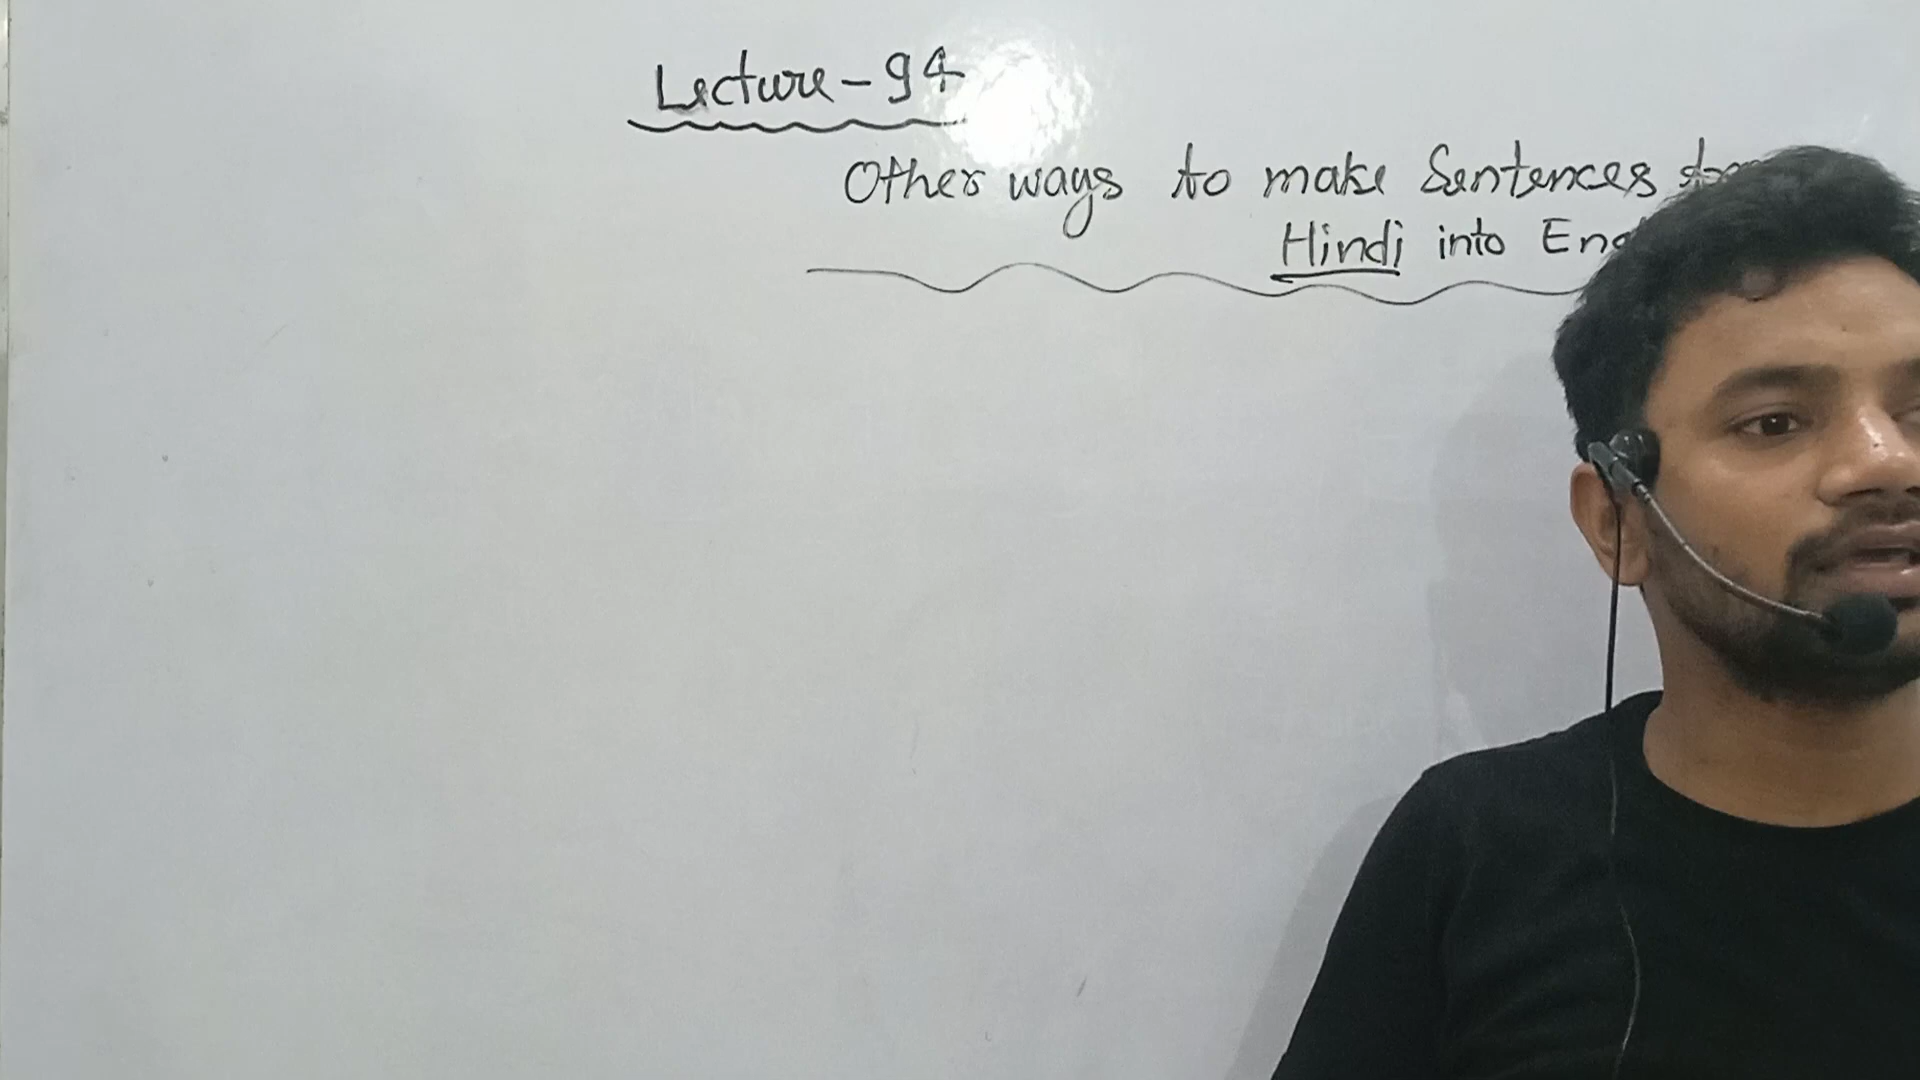 Lecture - 94
Other ways to make Sentences
Hindi into